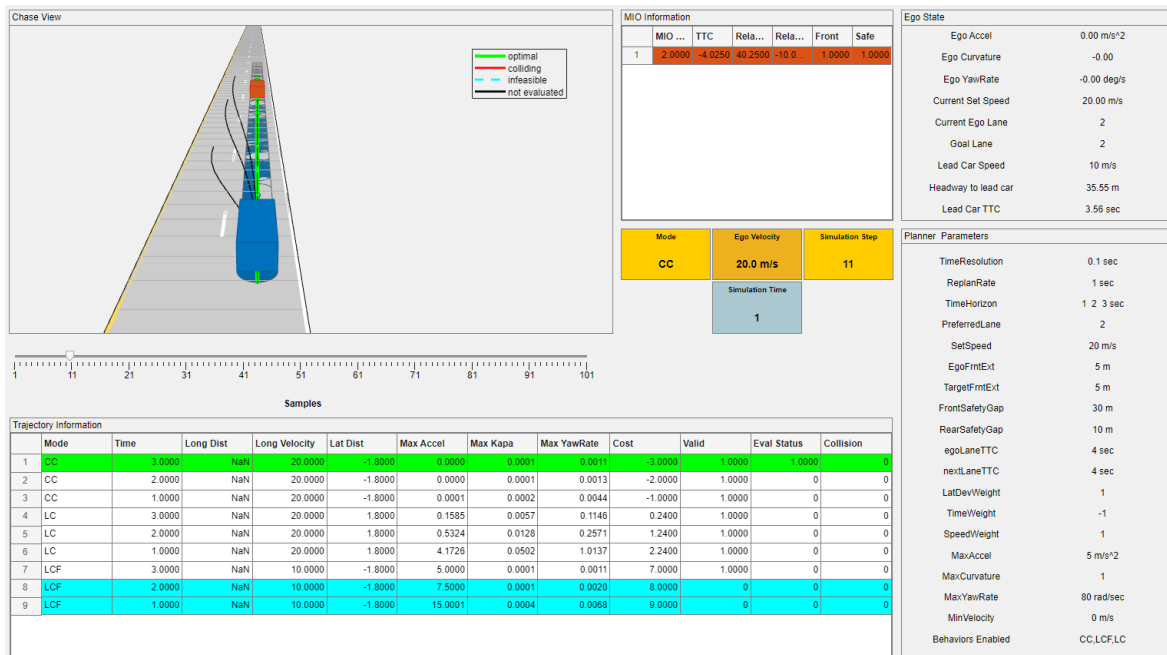 Chase View
optimal
colliding
infeasible
not evaluated
MIO Information
MIO ... TTC Rela... Rela... Front Safe
1 2.0000 -4.0250 40.2500 -10.0... 1.0000 1.0000
Mode
CC
Ego Velocity
20.0 m/s
Simulation Step
11
Simulation Time
1
Ego State
Ego Accel 0.00 m/s^2
Ego Curvature -0.00
Ego YawRate -0.00 deg/s
Current Set Speed 20.00 m/s
Current Ego Lane 2
Goal Lane 2
Lead Car Speed 10 m/s
Headway to lead car 35.55 m
Lead Car TTC 3.56 sec
Planner Parameters
TimeResolution 0.1 sec
ReplanRate 1 sec
TimeHorizon 1 2 3 sec
PreferredLane 2
SetSpeed 20 m/s
EgoFrntExt 5 m
TargetFrntExt 5 m
FrontSafetyGap 30 m
RearSafetyGap 10 m
egoLaneTTC 4 sec
nextLaneTTC 4 sec
LatDevWeight 1
TimeWeight -1
SpeedWeight 1
MaxAccel 5 m/s^2
MaxCurvature 1
MaxYawRate 80 rad/sec
MinVelocity 0 m/s
Behaviors Enabled CC,LCF,LC
1 11 21 31 41 51 61 71 81 91 101
Samples
Trajectory Information
Mode Time Long Dist Long Velocity Lat Dist Max Accel Max Kapa Max YawRate Cost Valid Eval Status Collision
1 CC 3.0000 NaN 20.0000 -1.8000 0.0000 0.0001 0.0011 -3.0000 1.0000 1.0000 0
2 CC 2.0000 NaN 20.0000 -1.8000 0.0000 0.0001 0.0013 -2.0000 1.0000 0 0
3 CC 1.0000 NaN 20.0000 -1.8000 0.0001 0.0002 0.0044 -1.0000 1.0000 0 0
4 LC 3.0000 NaN 20.0000 1.8000 0.1585 0.0057 0.1146 0.2400 1.0000 0 0
5 LC 2.0000 NaN 20.0000 1.8000 0.5324 0.0128 0.2571 1.2400 1.0000 0 0
6 LC 1.0000 NaN 20.0000 1.8000 4.1726 0.0502 1.0137 2.2400 1.0000 0 0
7 LCF 3.0000 NaN 10.0000 -1.8000 5.0000 0.0001 0.0011 7.0000 1.0000 0 0
8 LCF 2.0000 NaN 10.0000 -1.8000 7.5000 0.0001 0.0020 8.0000 0 0 0
9 LCF 1.0000 NaN 10.0000 -1.8000 15.0001 0.0004 0.0068 9.0000 0 0 0